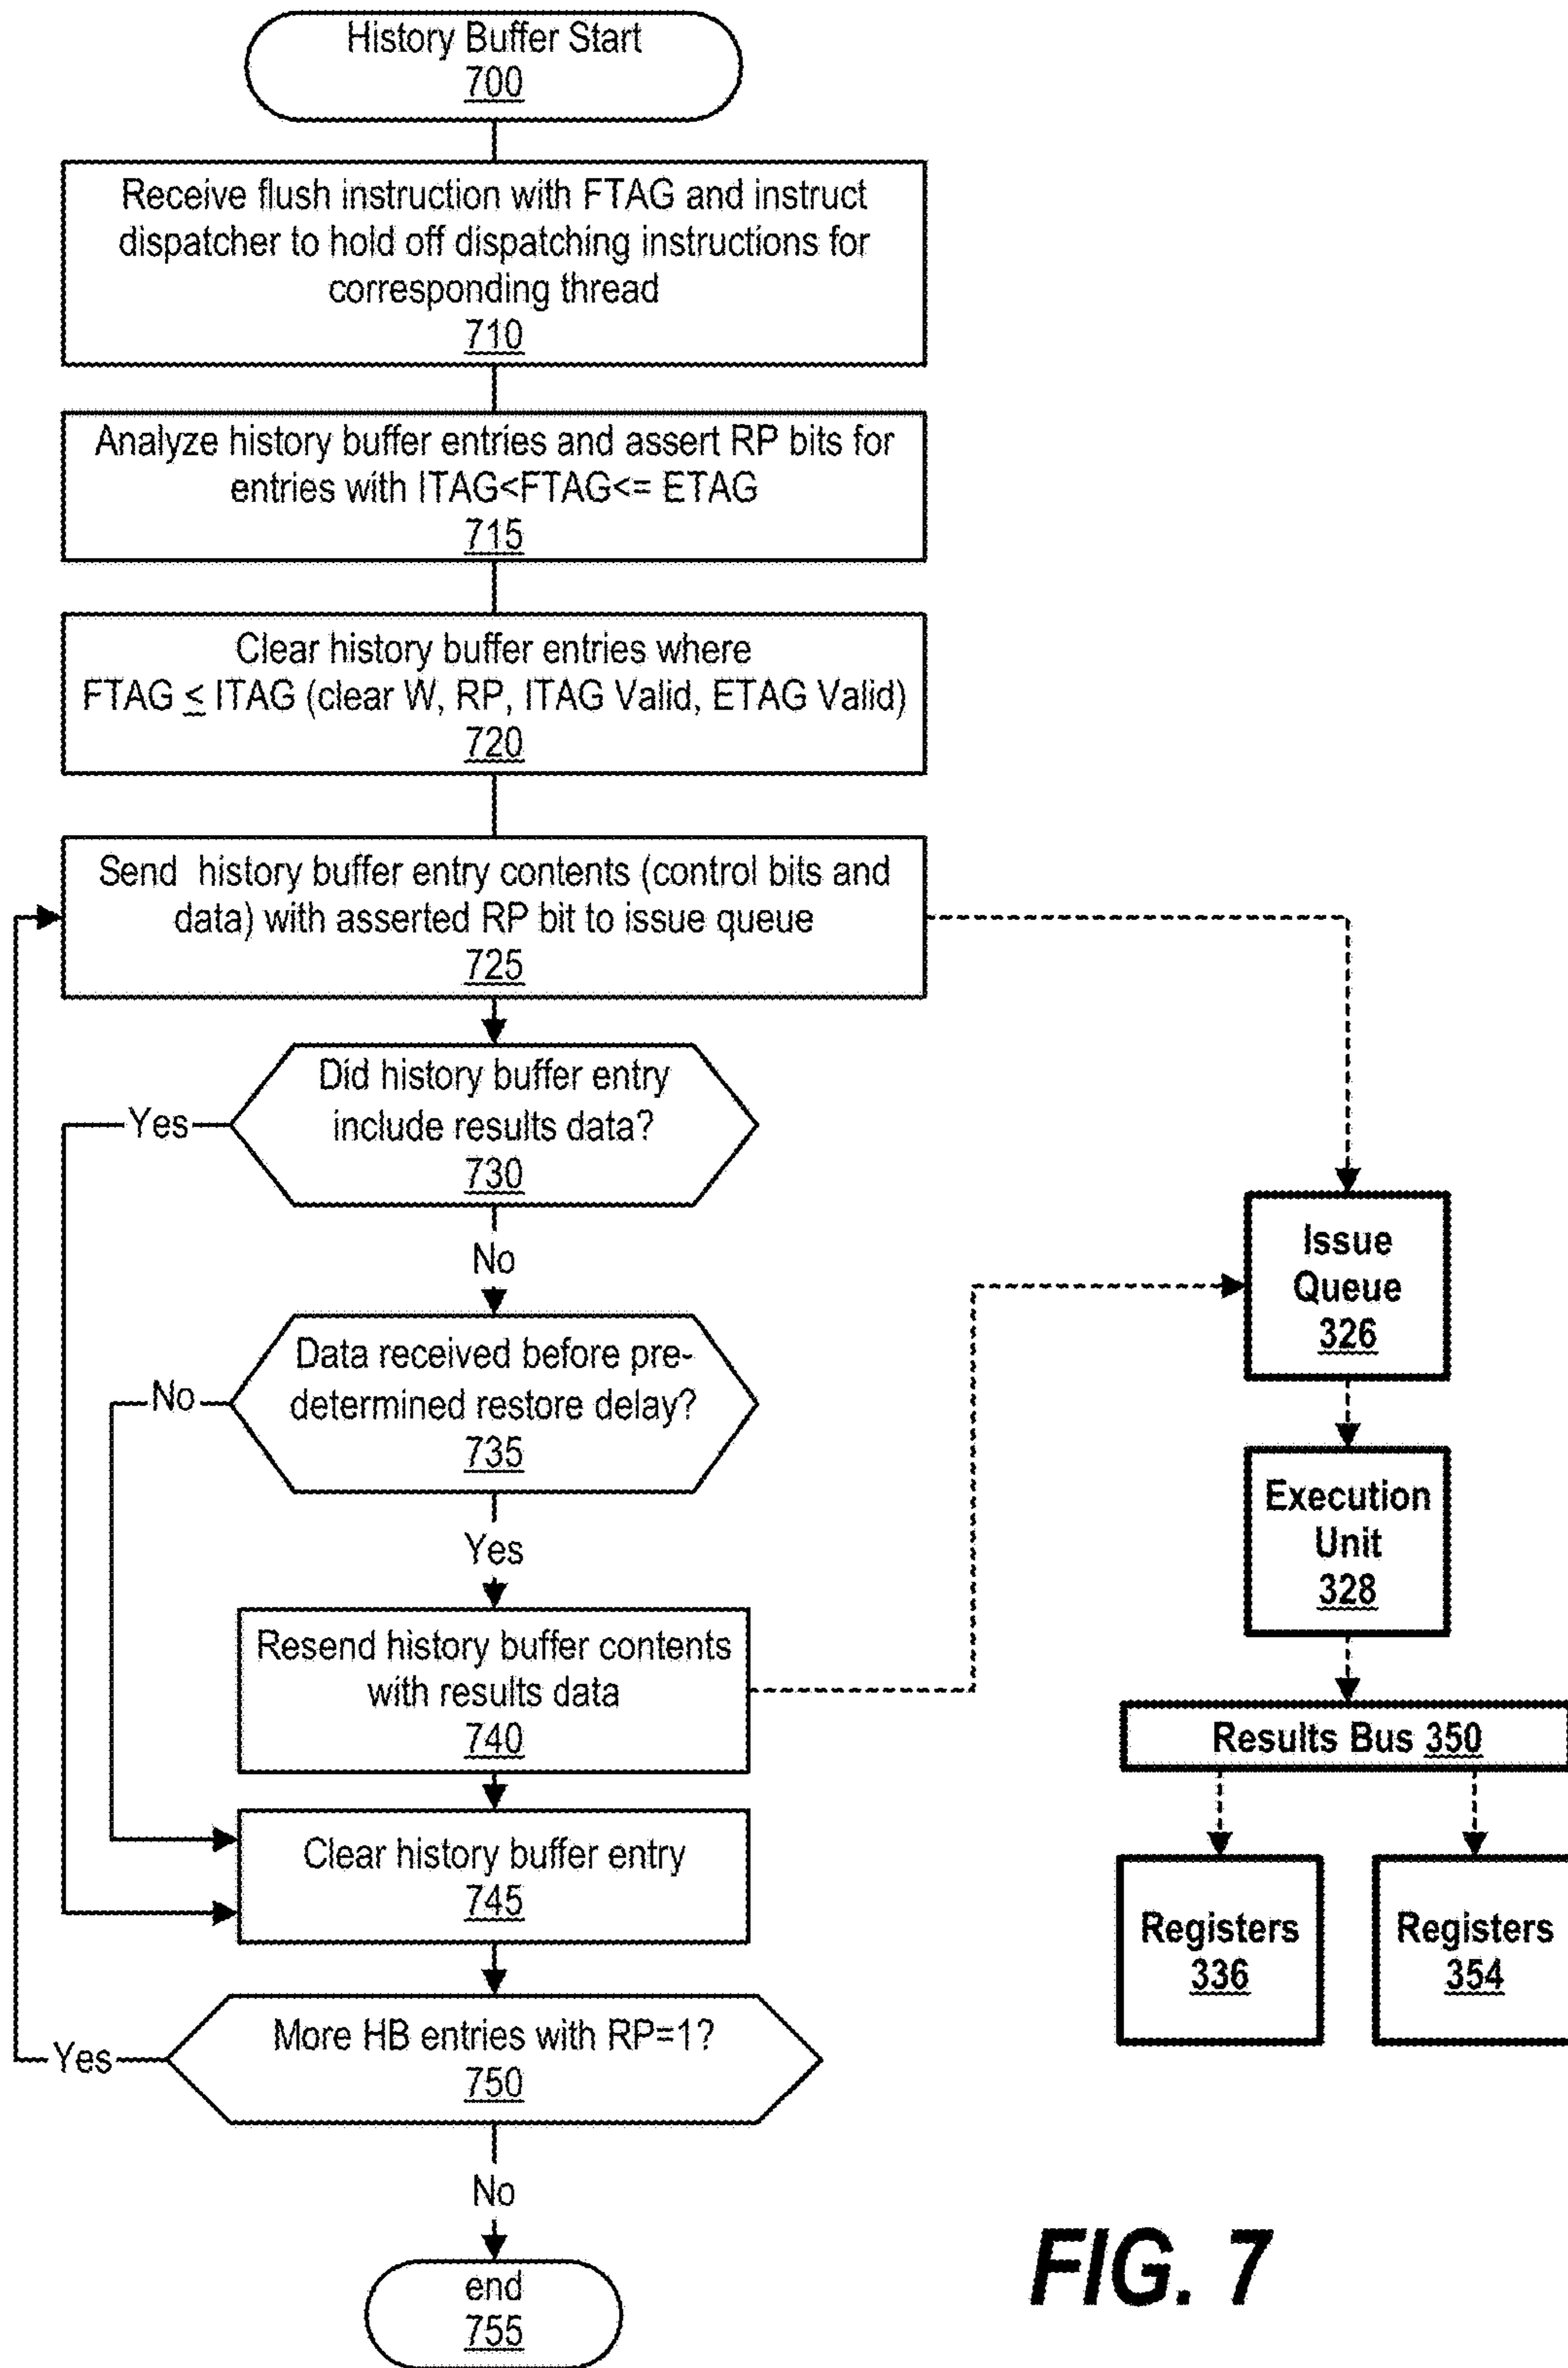 History Buffer Start
700
Receive flush instruction with FTAG and instruct
dispatcher to hold off dispatching instructions for
corresponding thread
710
Analyze history buffer entries and assert RP bits for
entries with ITAG<FTAG<= ETAG
715
Clear history buffer entries where
FTAG ≤ ITAG (clear W, RP, ITAG Valid, ETAG Valid)
720
Send history buffer entry contents (control bits and
data) with asserted RP bit to issue queue
725
Did history buffer entry
include results data?
730
Yes
No
Data received before pre-
determined restore delay?
735
No
Yes
Resend history buffer contents
with results data
740
Clear history buffer entry
745
More HB entries with RP=1?
750
Yes
No
end
755
Issue
Queue
326
Execution
Unit
328
Results Bus 350
Registers
336
Registers
354
FIG. 7